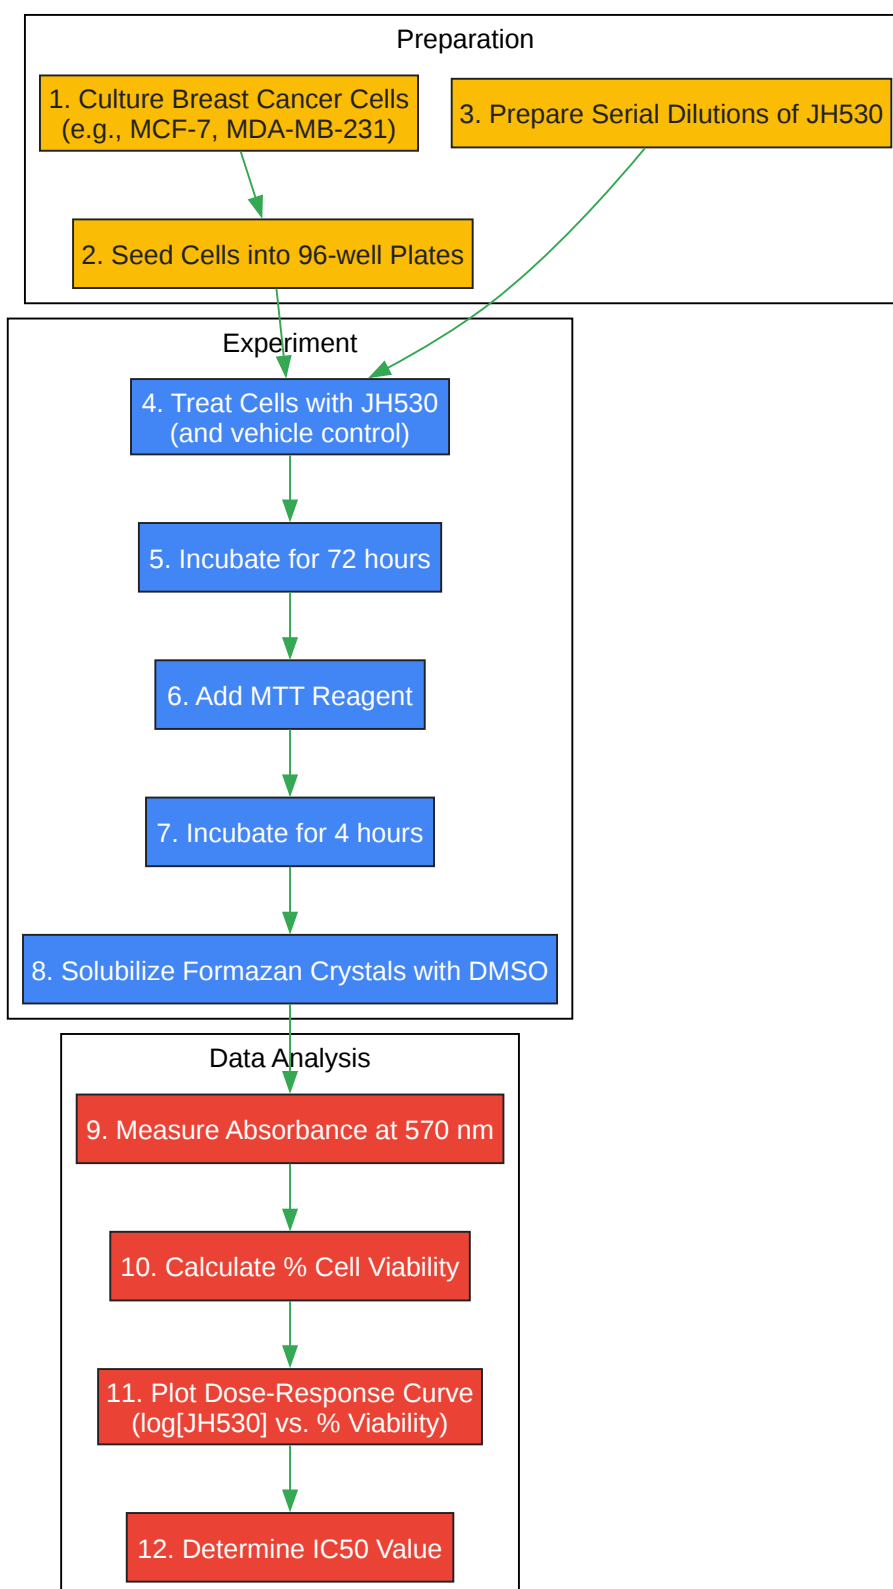 Preparation
1. Culture Breast Cancer Cells
(e.g., MCF-7, MDA-MB-231)
3. Prepare Serial Dilutions of JH530
2. Seed Cells into 96-well Plates
Experiment
4. Treat Cells with JH530
(and vehicle control)
5. Incubate for 72 hours
6. Add MTT Reagent
7. Incubate for 4 hours
8. Solubilize Formazan Crystals with DMSO
Data Analysis
9. Measure Absorbance at 570 nm
10. Calculate % Cell Viability
11. Plot Dose-Response Curve
(log[JH530] vs. % Viability)
12. Determine IC50 Value